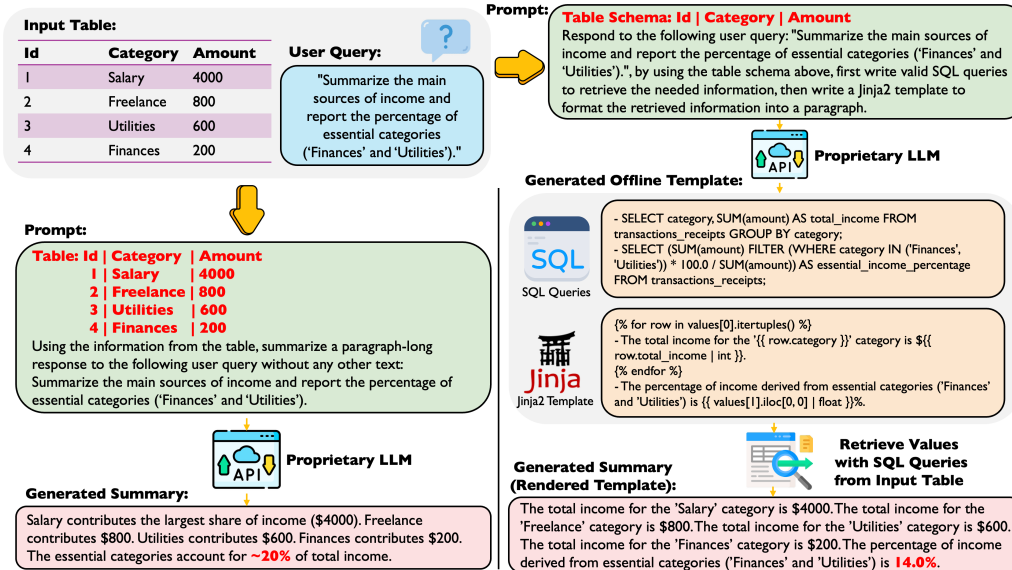 Input Table:
Id Category Amount
1 Salary 4000
2 Freelance 800
3 Utilities 600
4 Finances 200
User Query:
"Summarize the main
sources of income and
report the percentage of
essential categories
('Finances' and 'Utilities')."
Prompt:
Table Schema: Id | Category | Amount
Respond to the following user query: "Summarize the main sources of
income and report the percentage of essential categories ('Finances' and
'Utilities').", by using the table schema above, first write valid SQL queries
to retrieve the needed information, then write a Jinja2 template to
format the retrieved information into a paragraph.
API
Proprietary LLM
Generated Offline Template:
SQL
SQL Queries
- SELECT category, SUM(amount) AS total_income FROM
transactions_receipts GROUP BY category;
- SELECT (SUM(amount) FILTER (WHERE category IN ('Finances',
'Utilities')) * 100.0 / SUM(amount)) AS essential_income_percentage
FROM transactions_receipts;
Jinja
Jinja2 Template
{% for row in values[0].itertuples() %}
- The total income for the '{{ row.category }}' category is ${{
row.total_income | int }}.
{% endfor %}
- The percentage of income derived from essential categories ('Finances'
and 'Utilities') is {{ values[1].iloc[0, 0] | float }}%.
Retrieve Values
with SQL Queries
from Input Table
Generated Summary
(Rendered Template):
The total income for the 'Salary' category is $4000. The total income for the
'Freelance' category is $800. The total income for the 'Utilities' category is $600.
The total income for the 'Finances' category is $200. The percentage of income
derived from essential categories ('Finances' and 'Utilities') is 14.0%.
Prompt:
Table: Id | Category | Amount
1 | Salary | 4000
2 | Freelance | 800
3 | Utilities | 600
4 | Finances | 200
Using the information from the table, summarize a paragraph-long
response to the following user query without any other text:
Summarize the main sources of income and report the percentage of
essential categories ('Finances' and 'Utilities').
API
Proprietary LLM
Generated Summary:
Salary contributes the largest share of income ($4000). Freelance
contributes $800. Utilities contributes $600. Finances contributes $200.
The essential categories account for ~20% of total income.